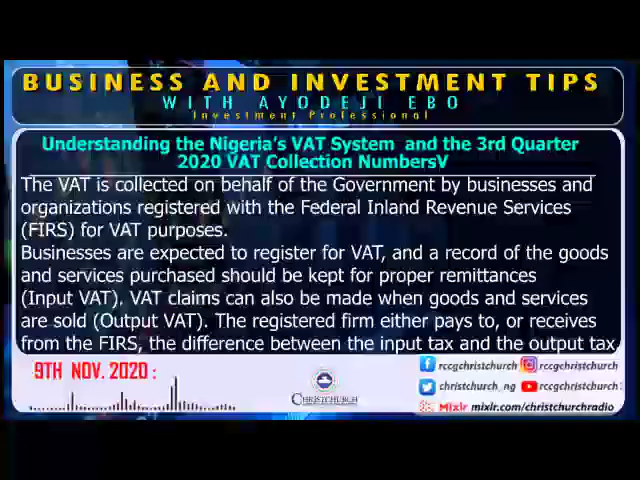 BUSINESS AND INVESTMENT TIPS
WITH AYODEJI EBO
Investment Professional
Understanding the Nigeria's VAT System and the 3rd Quarter
2020 VAT Collection NumbersV
The VAT is collected on behalf of the Government by businesses and
organizations registered with the Federal Inland Revenue Services
(FIRS) for VAT purposes.
Businesses are expected to register for VAT, and a record of the goods
and services purchased should be kept for proper remittances
(Input VAT). VAT claims can also be made when goods and services
are sold (Output VAT). The registered firm either pays to, or receives
from the FIRS, the difference between the input tax and the output tax
9TH NOV. 2020 :
CHRISTCHURCH
rccgchristchurch rccgchristchurch
christchurch_ng rccgchristchurch
Mixlr mixlr.com/christchurchradio